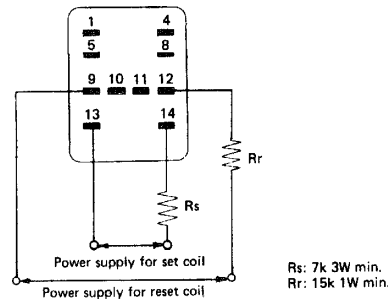 1 4
5 8
9 10 11 12
13 14
Rr
Rs
Power supply for set coil
Power supply for reset coil
Rs: 7k 3W min.
Rr: 15k 1W min.